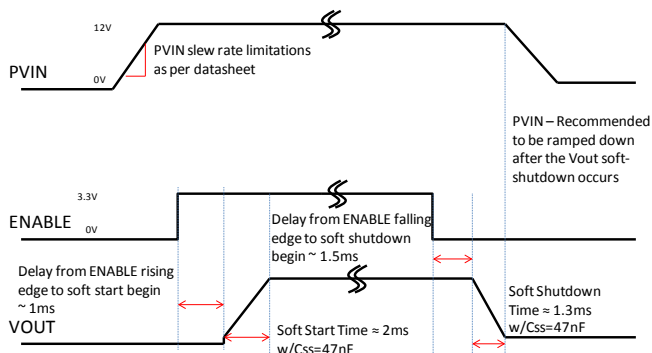 12V
PVIN slew rate limitations
as per datasheet
PVIN
0V
PVIN – Recommended
to be ramped down
after the Vout soft-
shutdown occurs
3.3V
ENABLE
0V
Delay from ENABLE falling
edge to soft shutdown
begin ~ 1.5ms
Delay from ENABLE rising
edge to soft start begin
~ 1ms
VOUT
Soft Start Time ≈ 2ms
w/Css=47nF
Soft Shutdown
Time ≈ 1.3ms
w/Css=47nF